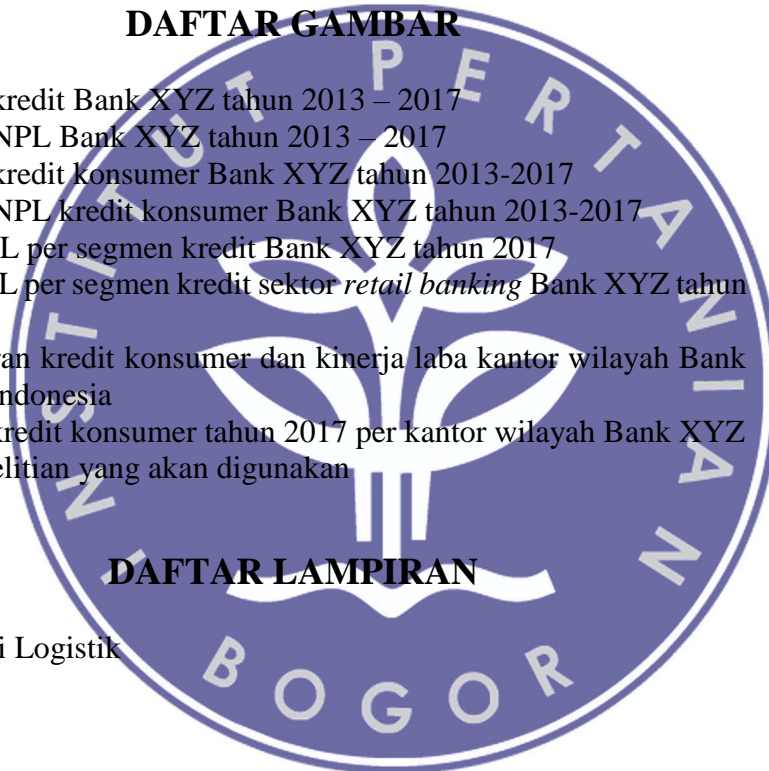 DAFTAR GAMBAR
kredit Bank XYZ tahun 2013 – 2017
NPL Bank XYZ tahun 2013 – 2017
kredit konsumer Bank XYZ tahun 2013-2017
NPL kredit konsumer Bank XYZ tahun 2013-2017
L per segmen kredit Bank XYZ tahun 2017
L per segmen kredit sektor retail banking Bank XYZ tahun
ran kredit konsumer dan kinerja laba kantor wilayah Bank
Indonesia
kredit konsumer tahun 2017 per kantor wilayah Bank XYZ
elitian yang akan digunakan
DAFTAR LAMPIRAN
i Logistik
INSTITUT PERTANIAN
BOGOR